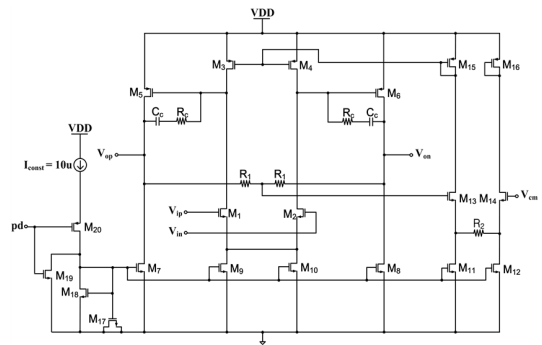 VDD
M3
M4
M15
M16
M5
M6
Cc
Rc
Rc
Cc
VDD
Vop
Von
Iconst = 10u
R1
R1
Vip
M1
M2
M13
M14
Vcm
Vin
pd
M20
R2
M19
M7
M9
M10
M8
M11
M12
M18
M17